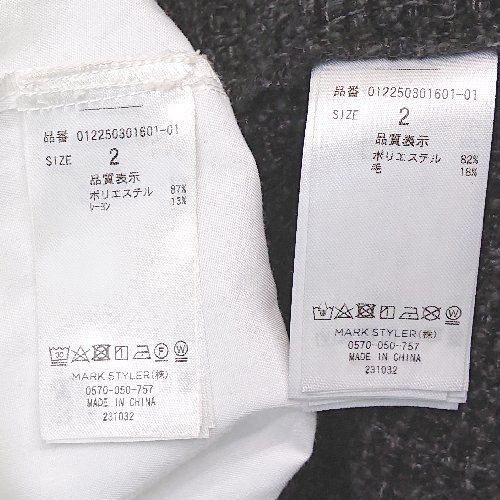 品番 012250301601-01
SIZE 2
品質表示
ポリエステル 87%
レーヨン 13%
MARK STYLER(株)
0570-050-757
MADE IN CHINA
231032
品番 012250301601-01
SIZE 2
品質表示
ポリエステル 82%
毛 18%
MARK STYLER(株)
0570-050-757
MADE IN CHINA
231032